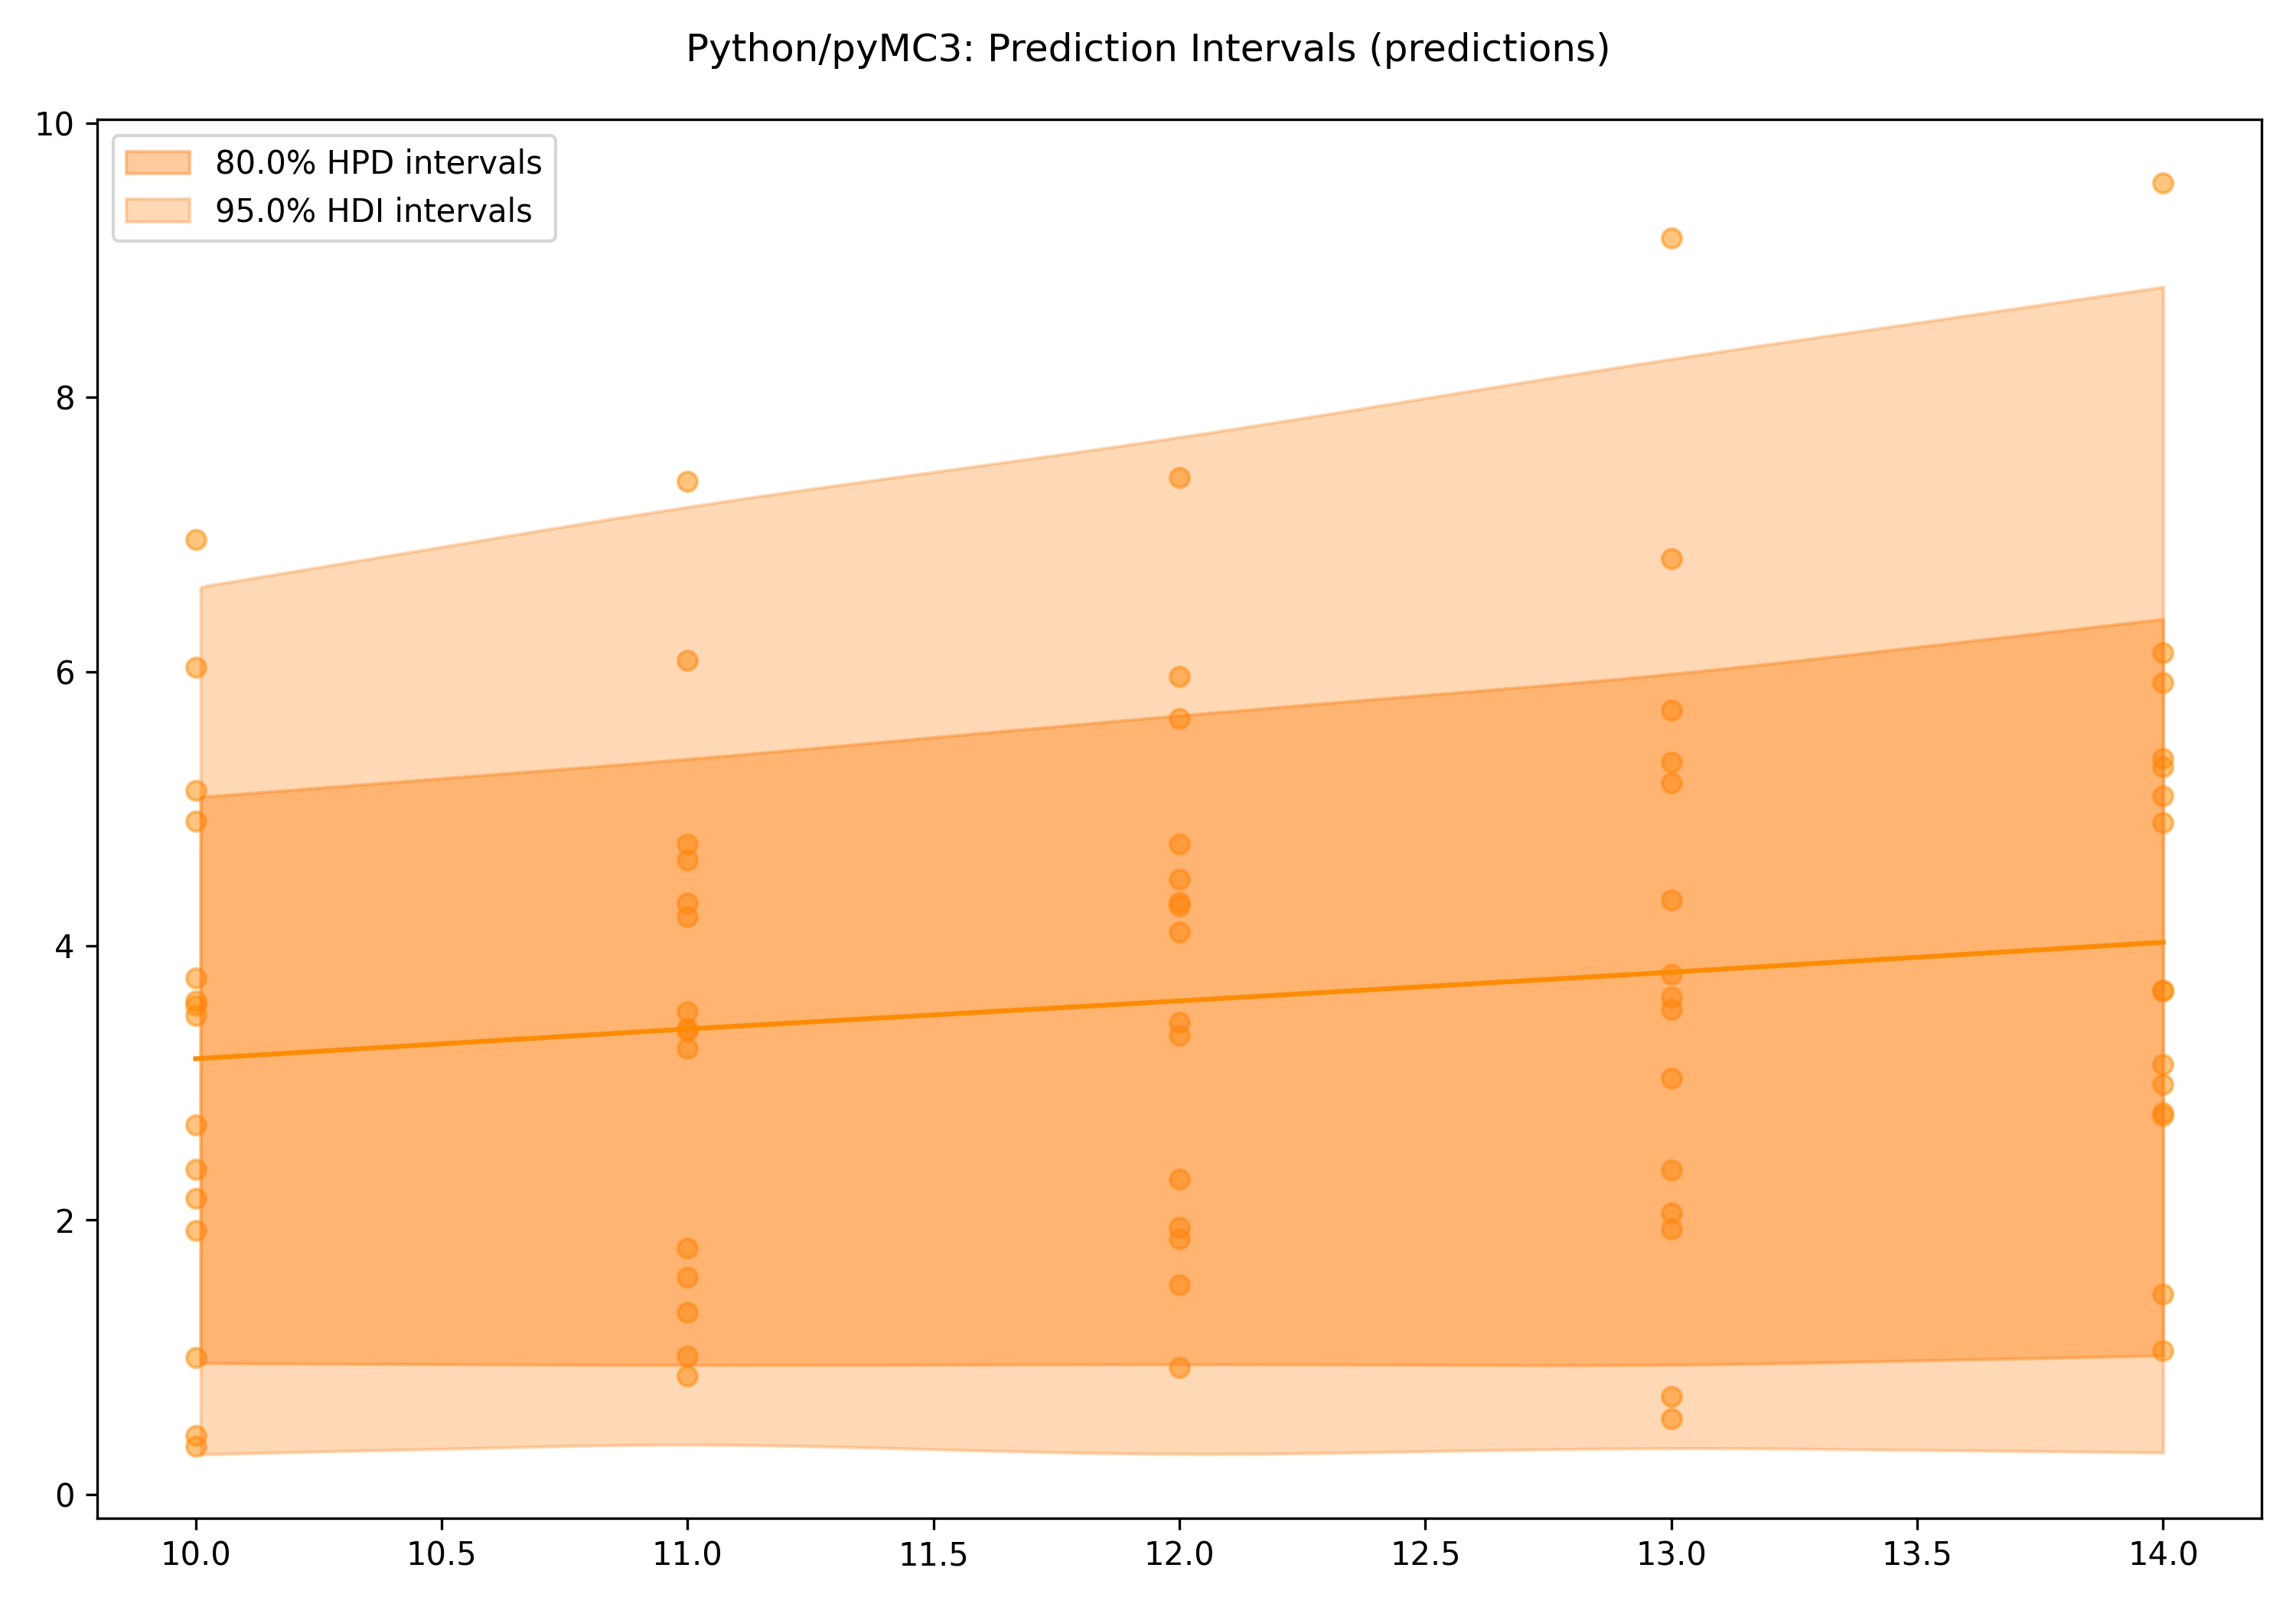 Python/pyMC3: Prediction Intervals (predictions)
10
80.0% HPD intervals
95.0% HDI intervals
8
6
4
2
0
10.0 10.5 11.0 11.5 12.0 12.5 13.0 13.5 14.0